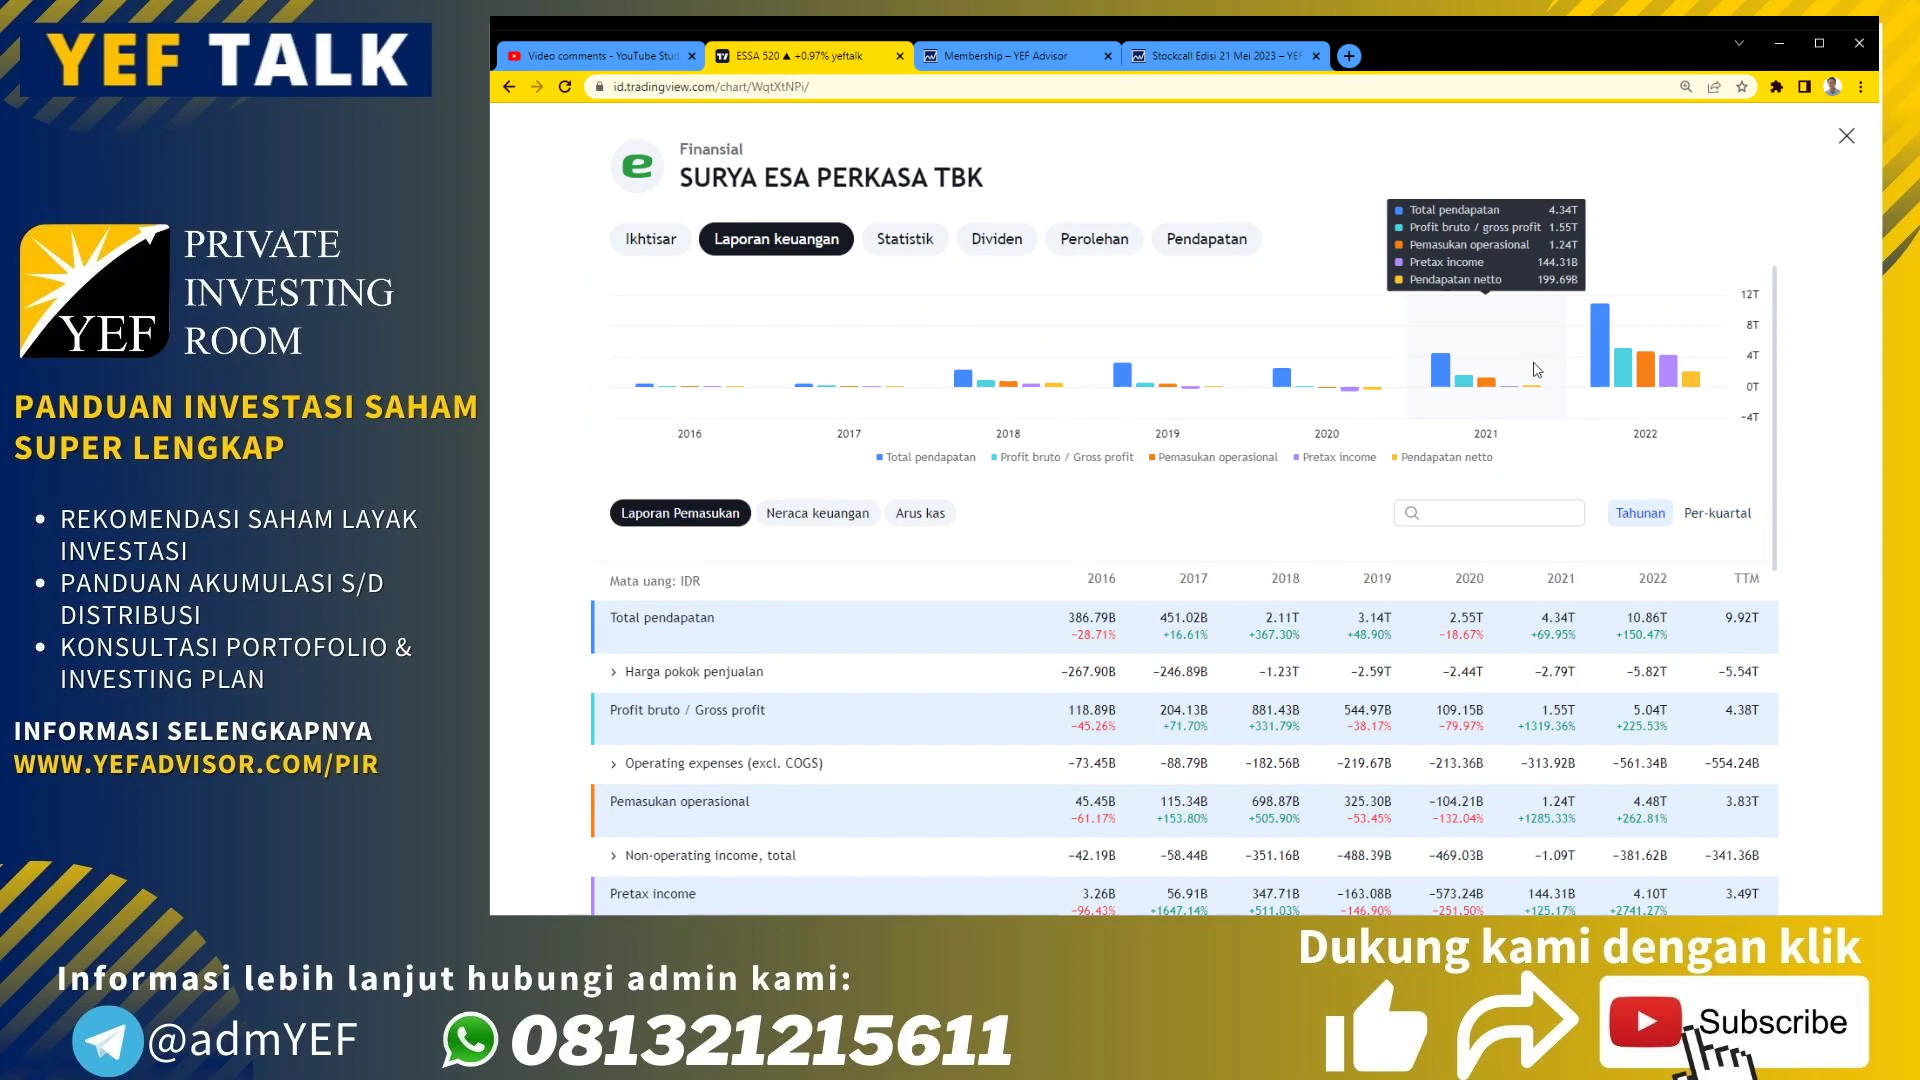 YEF TALK
YEF
PRIVATE
INVESTING
ROOM
PANDUAN INVESTASI SAHAM
SUPER LENGKAP
• REKOMENDASI SAHAM LAYAK
INVESTASI
• PANDUAN AKUMULASI S/D
DISTRIBUSI
• KONSULTASI PORTOFOLIO &
INVESTING PLAN
INFORMASI SELENGKAPNYA
WWW.YEFADVISOR.COM/PIR
Video comments - YouTube Stud
ESSA 520 ▲ +0.97% yeftalk
Membership – YEF Advisor
Stockcall Edisi 21 Mei 2023 – YEF
id.tradingview.com/chart/WqtXtNPi/
Finansial
SURYA ESA PERKASA TBK
Ikhtisar Laporan keuangan Statistik Dividen Perolehan Pendapatan
Total pendapatan 4.34T
Profit bruto / gross profit 1.55T
Pemasukan operasional 1.24T
Pretax income 144.31B
Pendapatan netto 199.69B
12T
8T
4T
0T
−4T
2016 2017 2018 2019 2020 2021 2022
Total pendapatan Profit bruto / Gross profit Pemasukan operasional Pretax income Pendapatan netto
Laporan Pemasukan Neraca keuangan Arus kas Tahunan Per-kuartal
Mata uang: IDR 2016 2017 2018 2019 2020 2021 2022 TTM
Total pendapatan 386.79B 451.02B 2.11T 3.14T 2.55T 4.34T 10.86T 9.92T
−28.71% +16.61% +367.30% +48.90% −18.67% +69.95% +150.47%
Harga pokok penjualan −267.90B −246.89B −1.23T −2.59T −2.44T −2.79T −5.82T −5.54T
Profit bruto / Gross profit 118.89B 204.13B 881.43B 544.97B 109.15B 1.55T 5.04T 4.38T
−45.26% +71.70% +331.79% −38.17% −79.97% +1319.36% +225.53%
Operating expenses (excl. COGS) −73.45B −88.79B −182.56B −219.67B −213.36B −313.92B −561.34B −554.24B
Pemasukan operasional 45.45B 115.34B 698.87B 325.30B −104.21B 1.24T 4.48T 3.83T
−61.17% +153.80% +505.90% −53.45% −132.04% +1285.33% +262.81%
Non-operating income, total −42.19B −58.44B −351.16B −488.39B −469.03B −1.09T −381.62B −341.36B
Pretax income 3.26B 56.91B 347.71B −163.08B −573.24B 144.31B 4.10T 3.49T
−96.43% +1647.14% +511.03% −146.90% −251.50% +125.17% +2741.27%
Informasi lebih lanjut hubungi admin kami:
@admYEF
081321215611
Dukung kami dengan klik
Subscribe